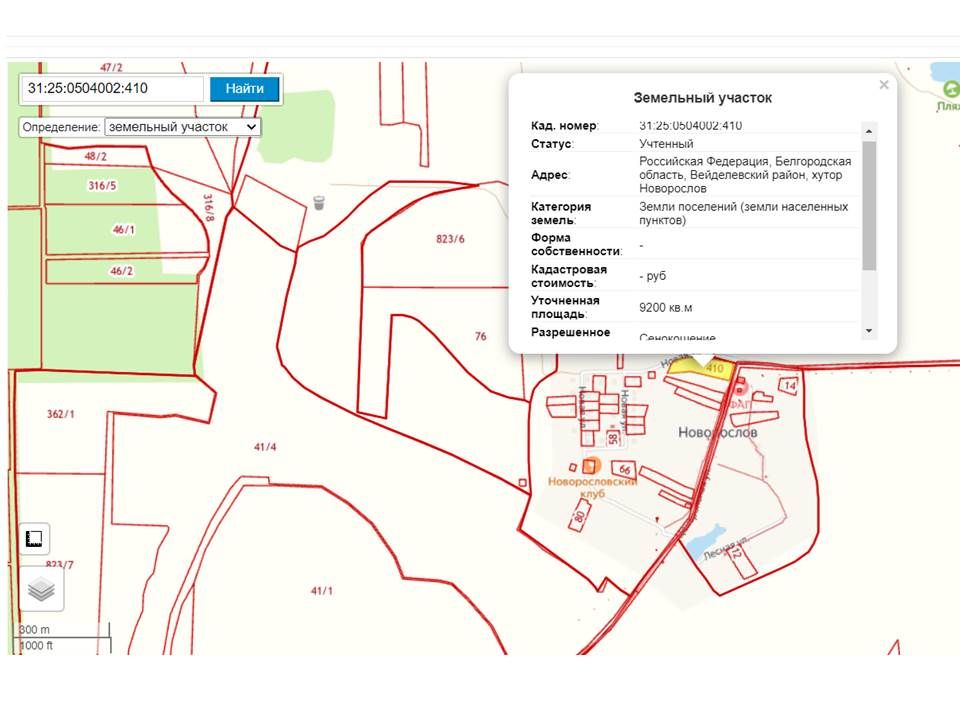 47/2
31:25:0504002:410
Найти
Определение: земельный участок
48/2
316/5
316/8
46/1
46/2
823/6
76
362/1
41/4
41/1
823/7
300 m
1000 ft
×
Земельный участок
Кад. номер: 31:25:0504002:410
Статус: Учтенный
Адрес: Российская Федерация, Белгородская
область, Вейделевский район, хутор
Новорослов
Категория
земель: Земли поселений (земли населенных
пунктов)
Форма
собственности: -
Кадастровая
стоимость: - руб
Уточненная
площадь: 9200 кв.м
Разрешенное Сенокошение
410
14
ФАП
Новорослов
Новая ул.
58
66
Новорословский
клуб
80
Лесная ул.
12